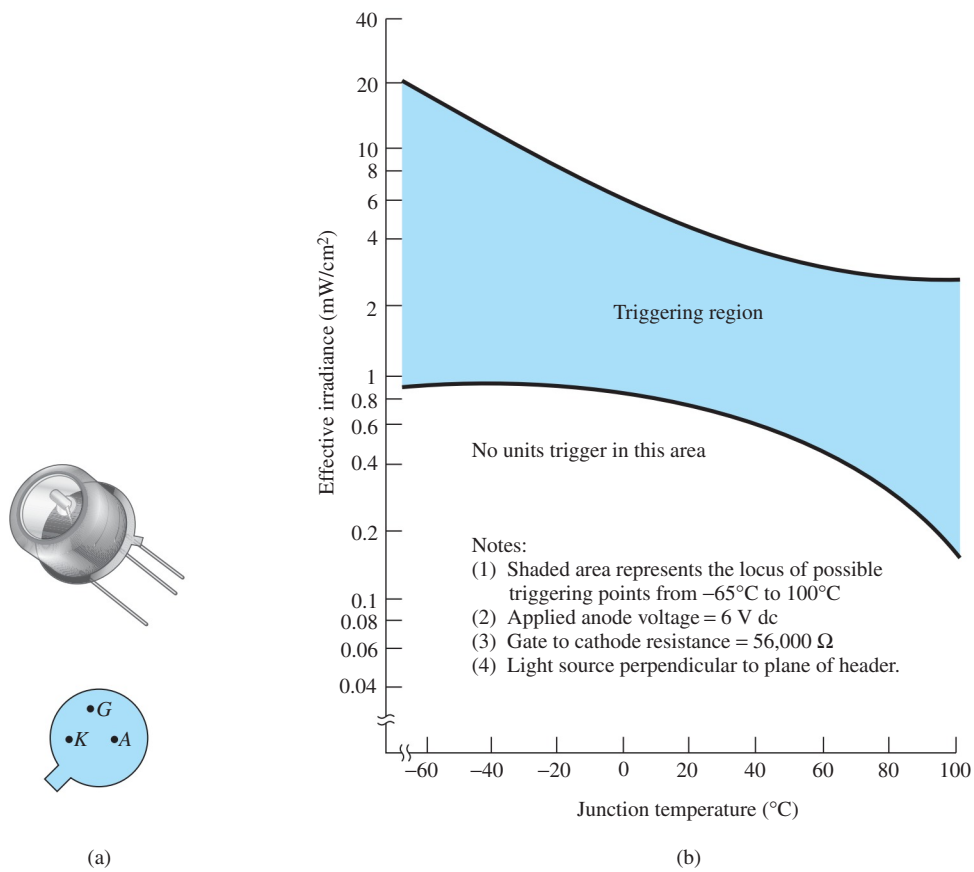 40
20
10
8
6
4
2
1
0.8
0.6
0.4
0.2
0.1
0.08
0.06
0.04
Effective irradiance (mW/cm²)
Triggering region
No units trigger in this area
Notes:
(1) Shaded area represents the locus of possible
triggering points from –65°C to 100°C
(2) Applied anode voltage = 6 V dc
(3) Gate to cathode resistance = 56,000 Ω
(4) Light source perpendicular to plane of header.
–60 –40 –20 0 20 40 60 80 100
Junction temperature (°C)
G
K A
(a) (b)